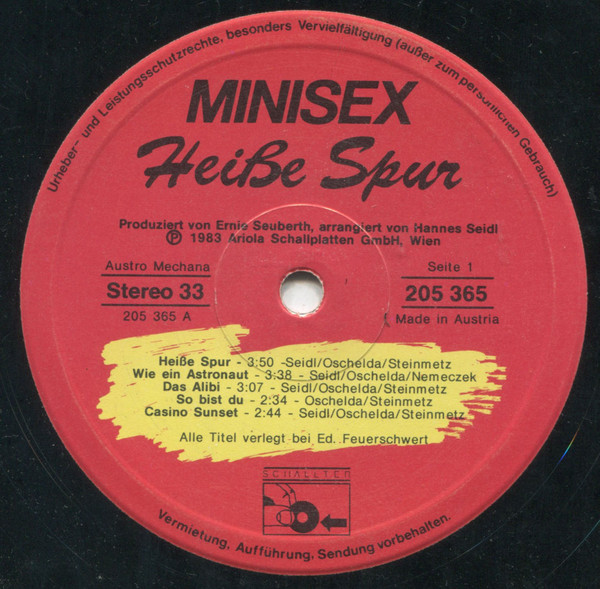 Urheber- und Leistungsschutzrechte, besonders Vervielfältigung (außer zum persönlichen Gebrauch)
MINISEX
Heiße Spur
Produziert von Ernie Seuberth, arrangiert von Hannes Seidl
Ⓟ 1983 Ariola Schallplatten GmbH, Wien
Austro Mechana
Stereo 33
205 365 A
Seite 1
205 365
Made in Austria
Heiße Spur - 3:50 -Seidl/Oschelda/Steinmetz
Wie ein Astronaut - 3:38 - Seidl/Oschelda/Nemeczek
Das Alibi - 3:07 - Seidl/Oschelda/Steinmetz
So bist du - 2:34 - Oschelda/Steinmetz
Casino Sunset - 2:44 - Seidl/Oschelda/Steinmetz
Alle Titel verlegt bei Ed. Feuerschwert
SCHALLTER
Vermietung, Aufführung, Sendung vorbehalten.